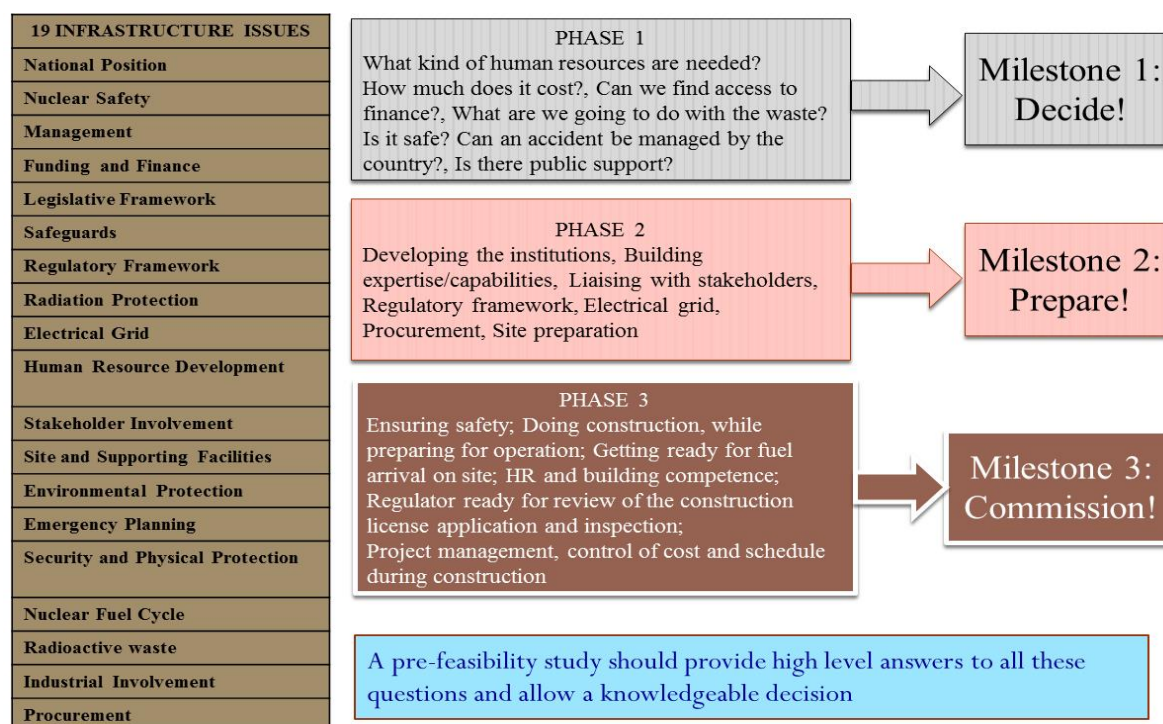 19 INFRASTRUCTURE ISSUES
National Position
Nuclear Safety
Management
Funding and Finance
Legislative Framework
Safeguards
Regulatory Framework
Radiation Protection
Electrical Grid
Human Resource Development
Stakeholder Involvement
Site and Supporting Facilities
Environmental Protection
Emergency Planning
Security and Physical Protection
Nuclear Fuel Cycle
Radioactive waste
Industrial Involvement
Procurement
PHASE 1
What kind of human resources are needed?
How much does it cost?, Can we find access to
finance?, What are we going to do with the waste?
Is it safe? Can an accident be managed by the
country?, Is there public support?
Milestone 1:
Decide!
PHASE 2
Developing the institutions, Building
expertise/capabilities, Liaising with stakeholders,
Regulatory framework, Electrical grid,
Procurement, Site preparation
Milestone 2:
Prepare!
PHASE 3
Ensuring safety; Doing construction, while
preparing for operation; Getting ready for fuel
arrival on site; HR and building competence;
Regulator ready for review of the construction
license application and inspection;
Project management, control of cost and schedule
during construction
Milestone 3:
Commission!
A pre-feasibility study should provide high level answers to all these
questions and allow a knowledgeable decision